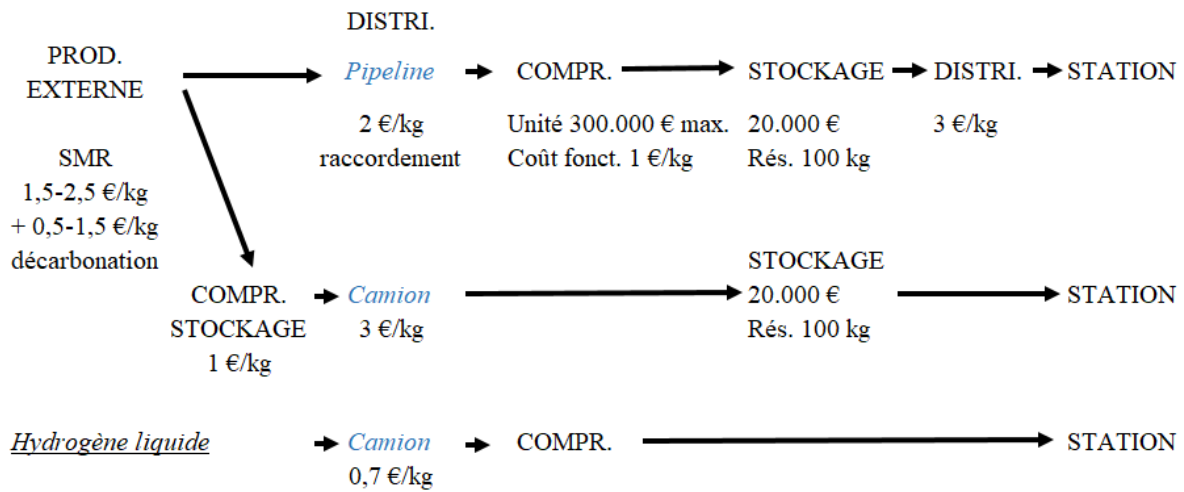 DISTRI.
PROD.
EXTERNE
Pipeline
COMPR.
STOCKAGE
DISTRI.
STATION
2 €/kg
raccordement
Unité 300.000 € max.
Coût fonct. 1 €/kg
20.000 €
Rés. 100 kg
3 €/kg
SMR
1,5-2,5 €/kg
+ 0,5-1,5 €/kg
décarbonation
COMPR.
STOCKAGE
1 €/kg
Camion
3 €/kg
STOCKAGE
20.000 €
Rés. 100 kg
STATION
Hydrogène liquide
Camion
0,7 €/kg
COMPR.
STATION